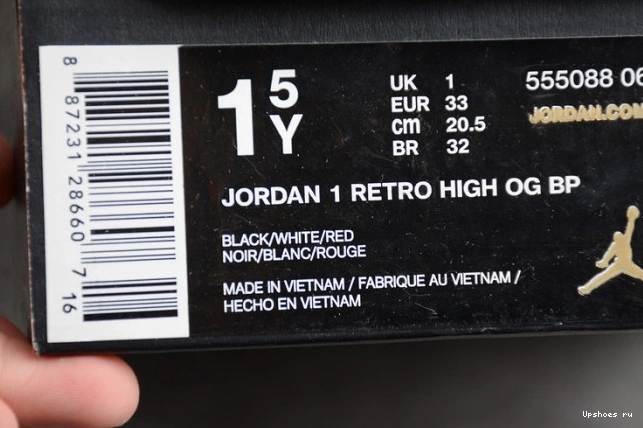 8 87231 28660 7 16
1 5 Y
UK 1
EUR 33
cm 20.5
BR 32
555088 06
JORDAN.COM
JORDAN 1 RETRO HIGH OG BP
BLACK/WHITE/RED
NOIR/BLANC/ROUGE
MADE IN VIETNAM / FABRIQUE AU VIETNAM /
HECHO EN VIETNAM
Upshoes ru